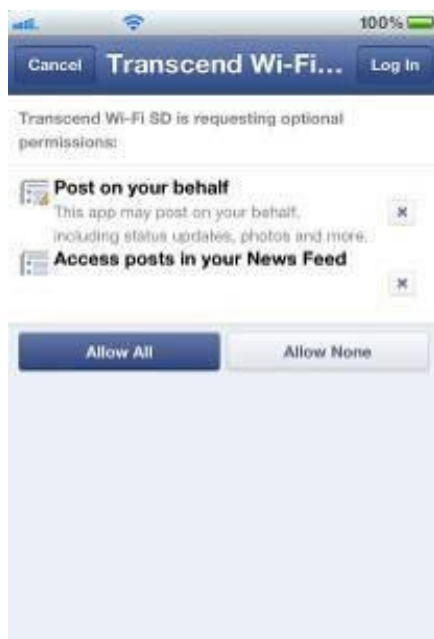 100%
Cancel Transcend Wi-Fi... Log In
Transcend Wi-Fi SD is requesting optional
permissions:
Post on your behalf
This app may post on your behalf,
including status updates, photos and more.
Access posts in your News Feed
Allow All Allow None